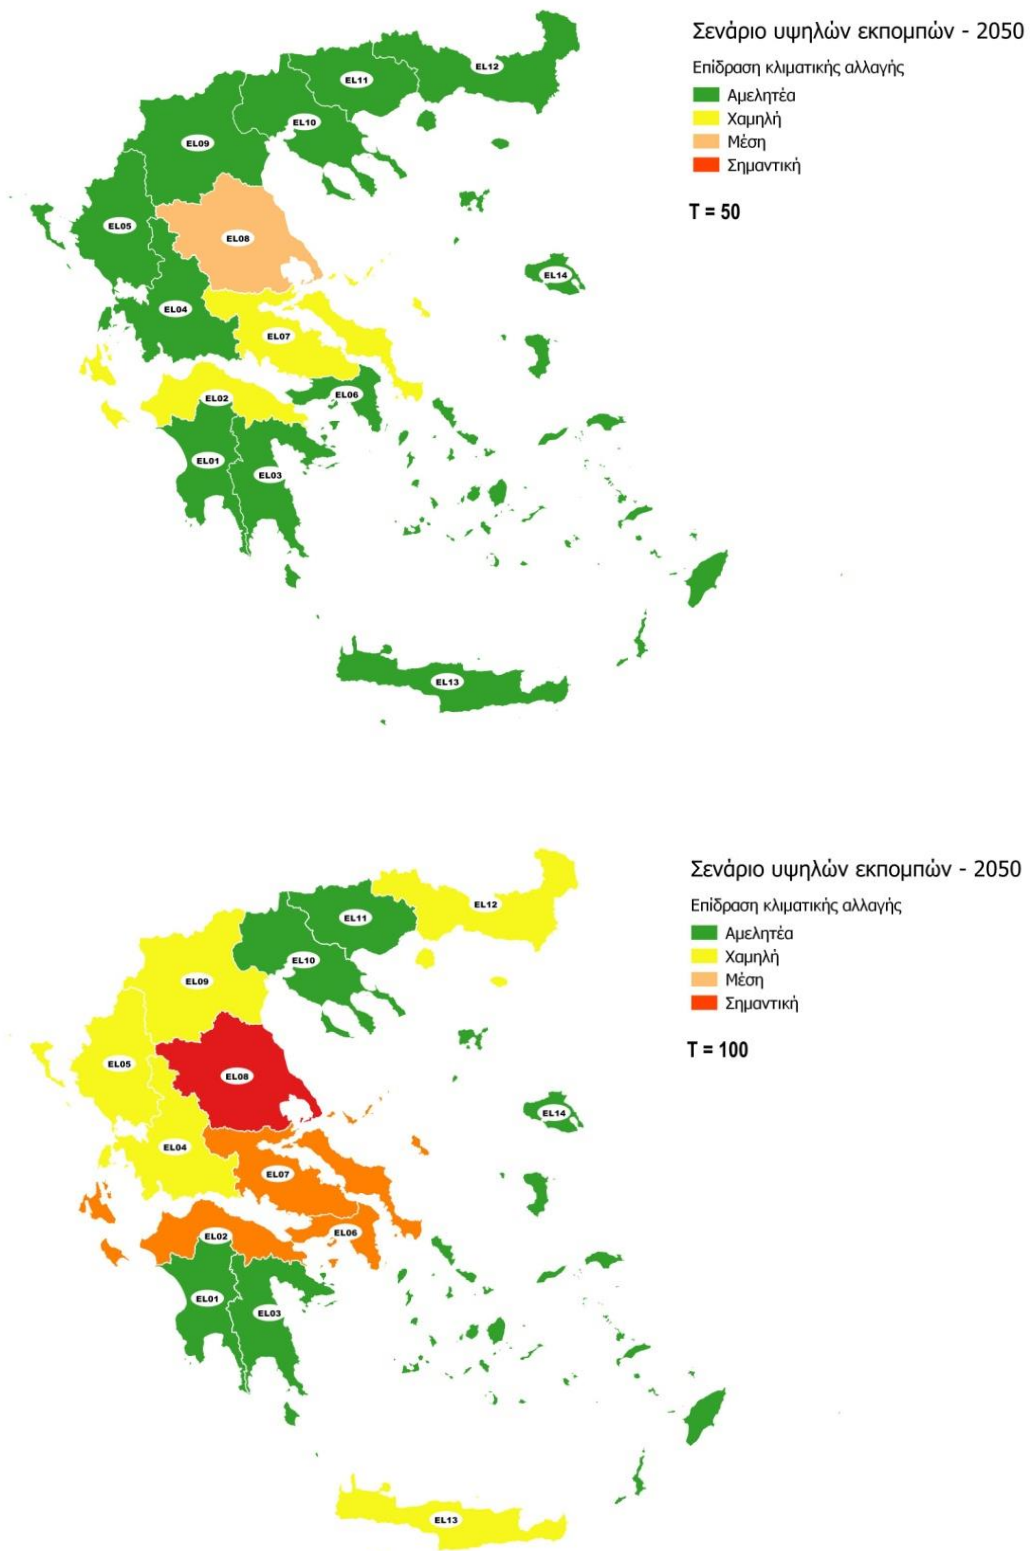 Σενάριο υψηλών εκπομπών - 2050
Επίδραση κλιματικής αλλαγής
Αμελητέα
Χαμηλή
Μέση
Σημαντική
T = 50
EL12
EL11
EL10
EL09
EL05
EL08
EL14
EL04
EL07
EL02
EL06
EL01
EL03
EL13
Σενάριο υψηλών εκπομπών - 2050
Επίδραση κλιματικής αλλαγής
Αμελητέα
Χαμηλή
Μέση
Σημαντική
T = 100
EL12
EL11
EL10
EL09
EL05
EL08
EL14
EL04
EL07
EL02
EL06
EL01
EL03
EL13